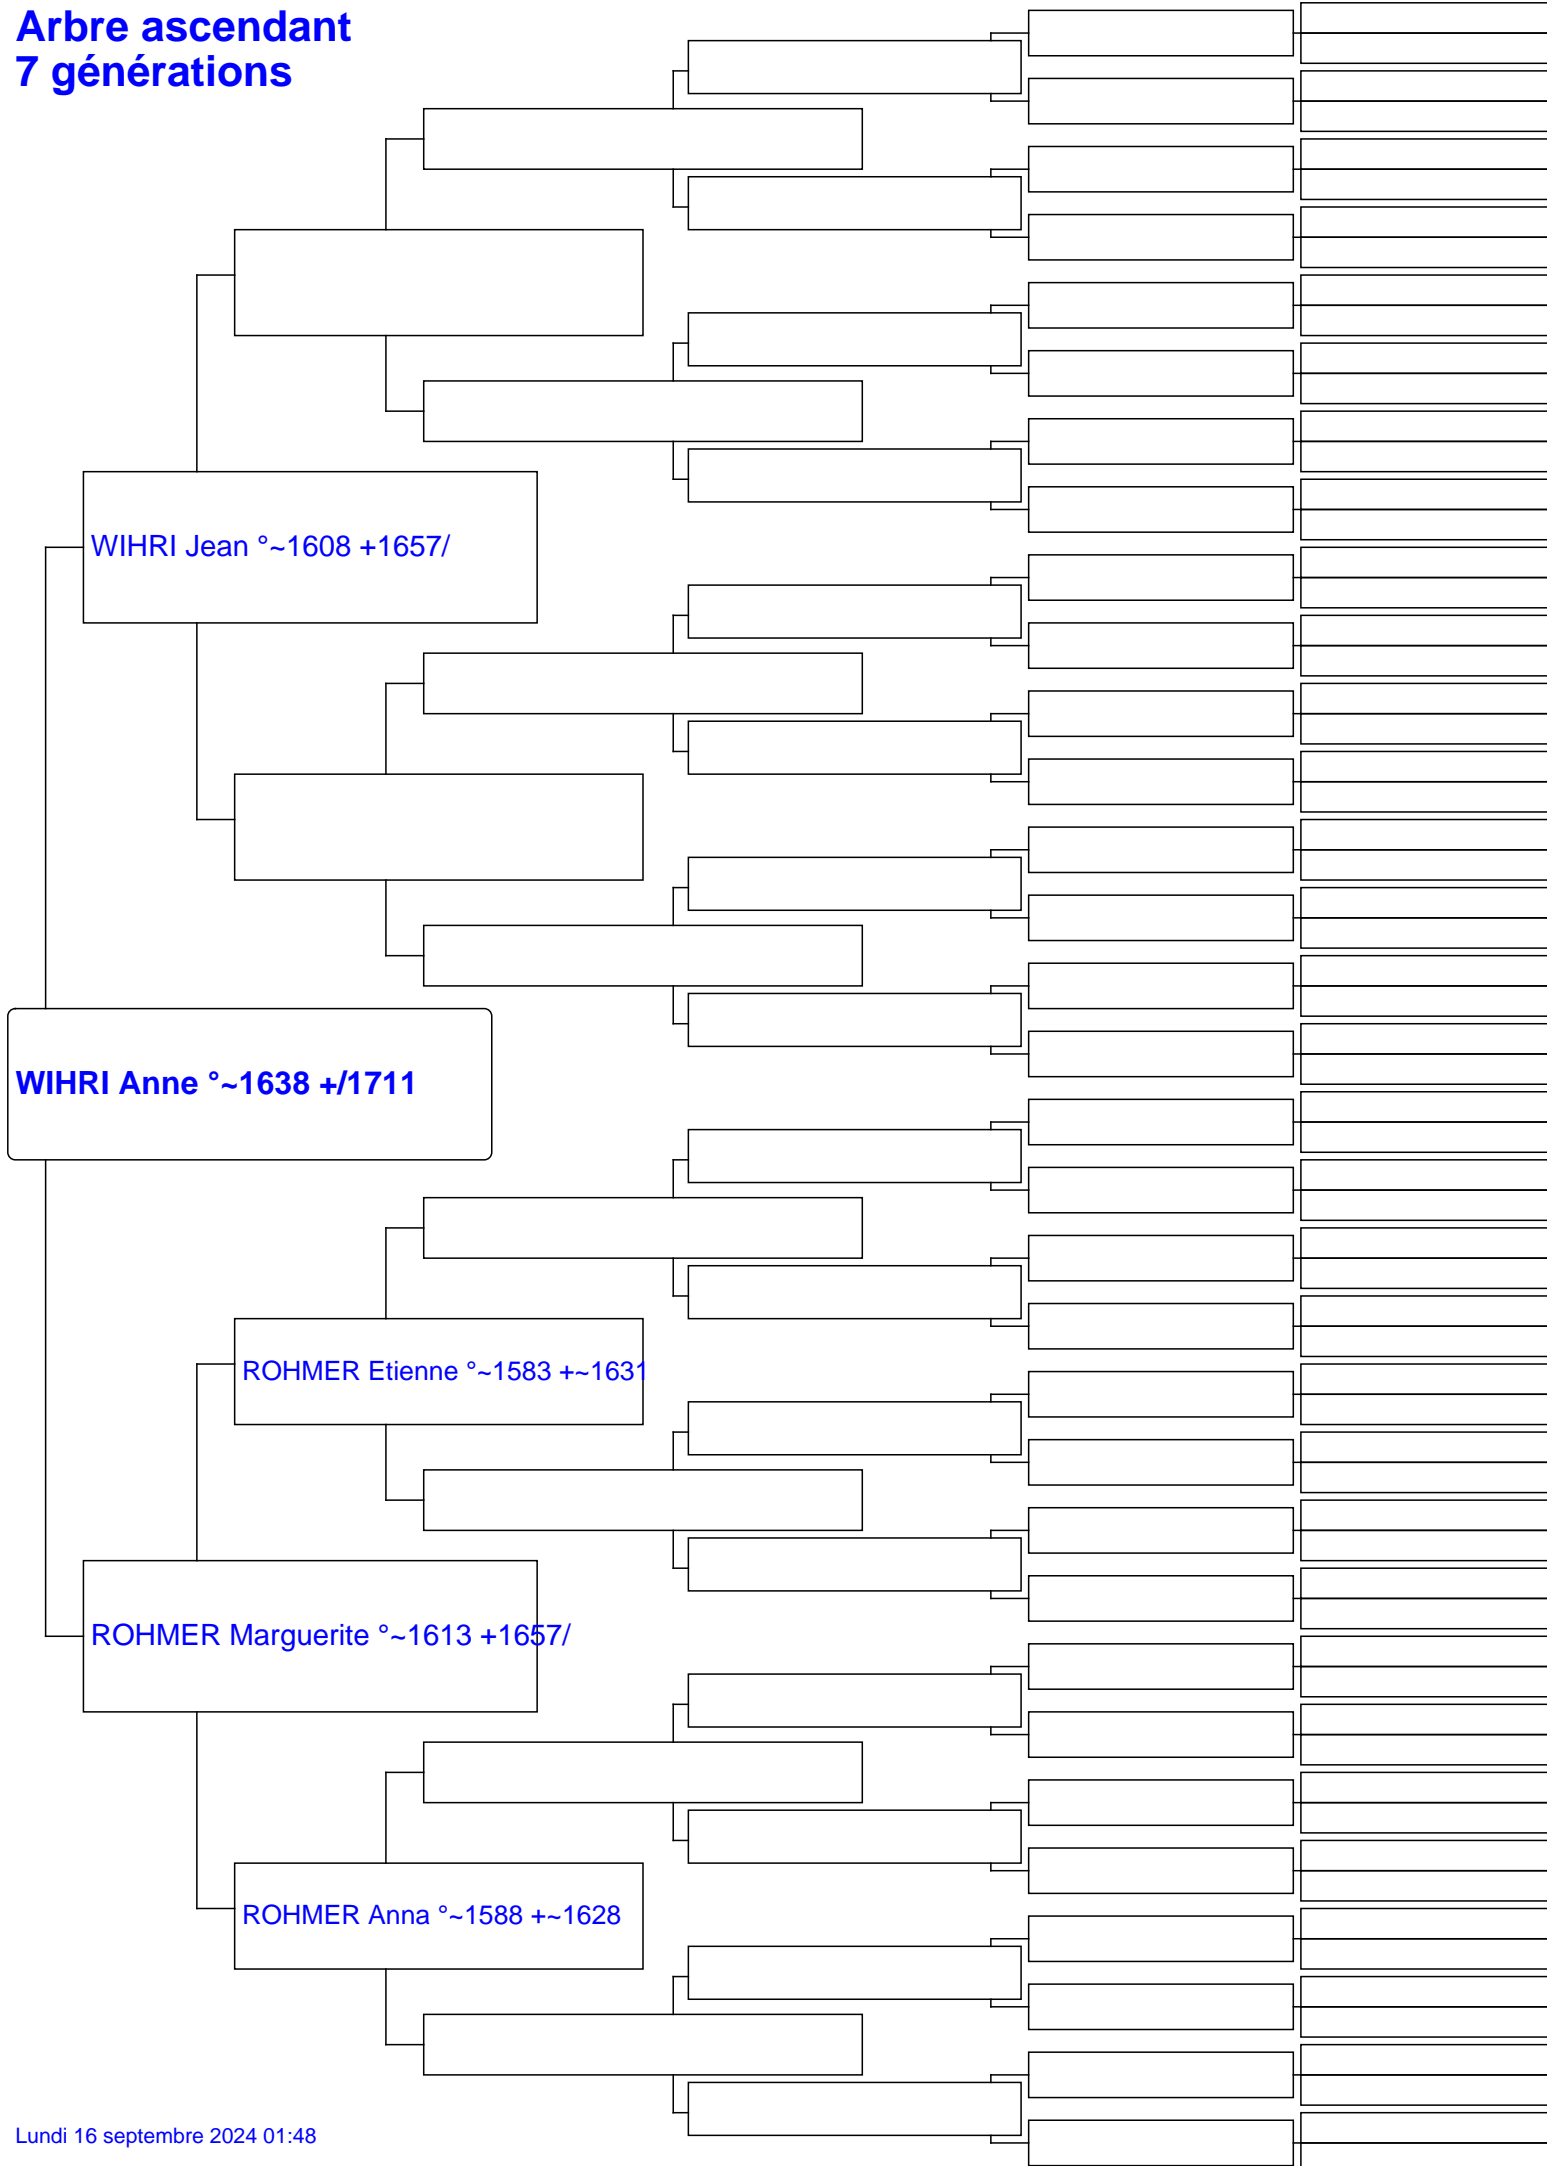 Arbre ascendant
7 générations
WIHRI Jean °~1608 +1657/
WIHRI Anne °~1638 +/1711
ROHMER Etienne °~1583 +~1631
ROHMER Marguerite °~1613 +1657/
ROHMER Anna °~1588 +~1628
Lundi 16 septembre 2024 01:48